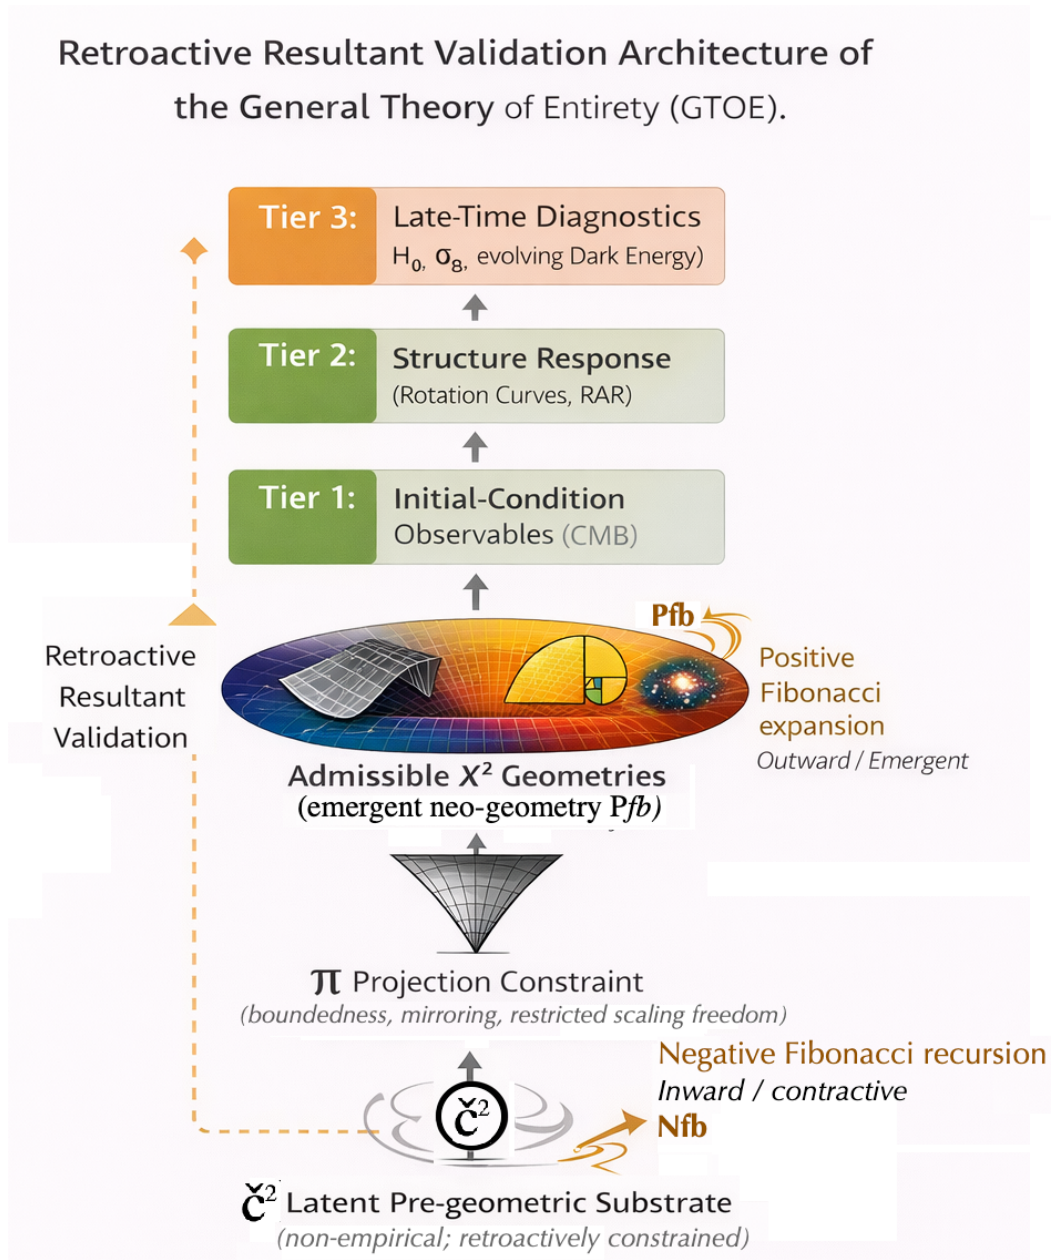 Retroactive Resultant Validation Architecture of
the General Theory of Entirety (GTOE).
Tier 3:
Late-Time Diagnostics
H₀, σ₈, evolving Dark Energy)
Tier 2:
Structure Response
(Rotation Curves, RAR)
Tier 1:
Initial-Condition
Observables (CMB)
Pfb
Positive
Fibonacci
expansion
Outward / Emergent
Retroactive
Resultant
Validation
Admissible X² Geometries
(emergent neo-geometry Pfb)
π Projection Constraint
(boundedness, mirroring, restricted scaling freedom)
Negative Fibonacci recursion
Inward / contractive
Nfb
č²
č² Latent Pre-geometric Substrate
(non-empirical; retroactively constrained)